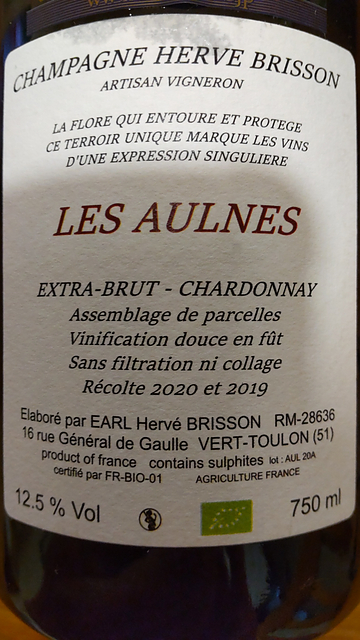 CHAMPAGNE HERVE BRISSON
ARTISAN VIGNERON
LA FLORE QUI ENTOURE ET PROTEGE
CE TERROIR UNIQUE MARQUE LES VINS
D'UNE EXPRESSION SINGULIERE
LES AULNES
EXTRA-BRUT - CHARDONNAY
Assemblage de parcelles
Vinification douce en fût
Sans filtration ni collage
Récolte 2020 et 2019
Elaboré par EARL Hervé BRISSON RM-28636
16 rue Général de Gaulle VERT-TOULON (51)
product of france contains sulphites lot : AUL 20A
certifié par FR-BIO-01 AGRICULTURE FRANCE
12.5 % Vol 750 ml